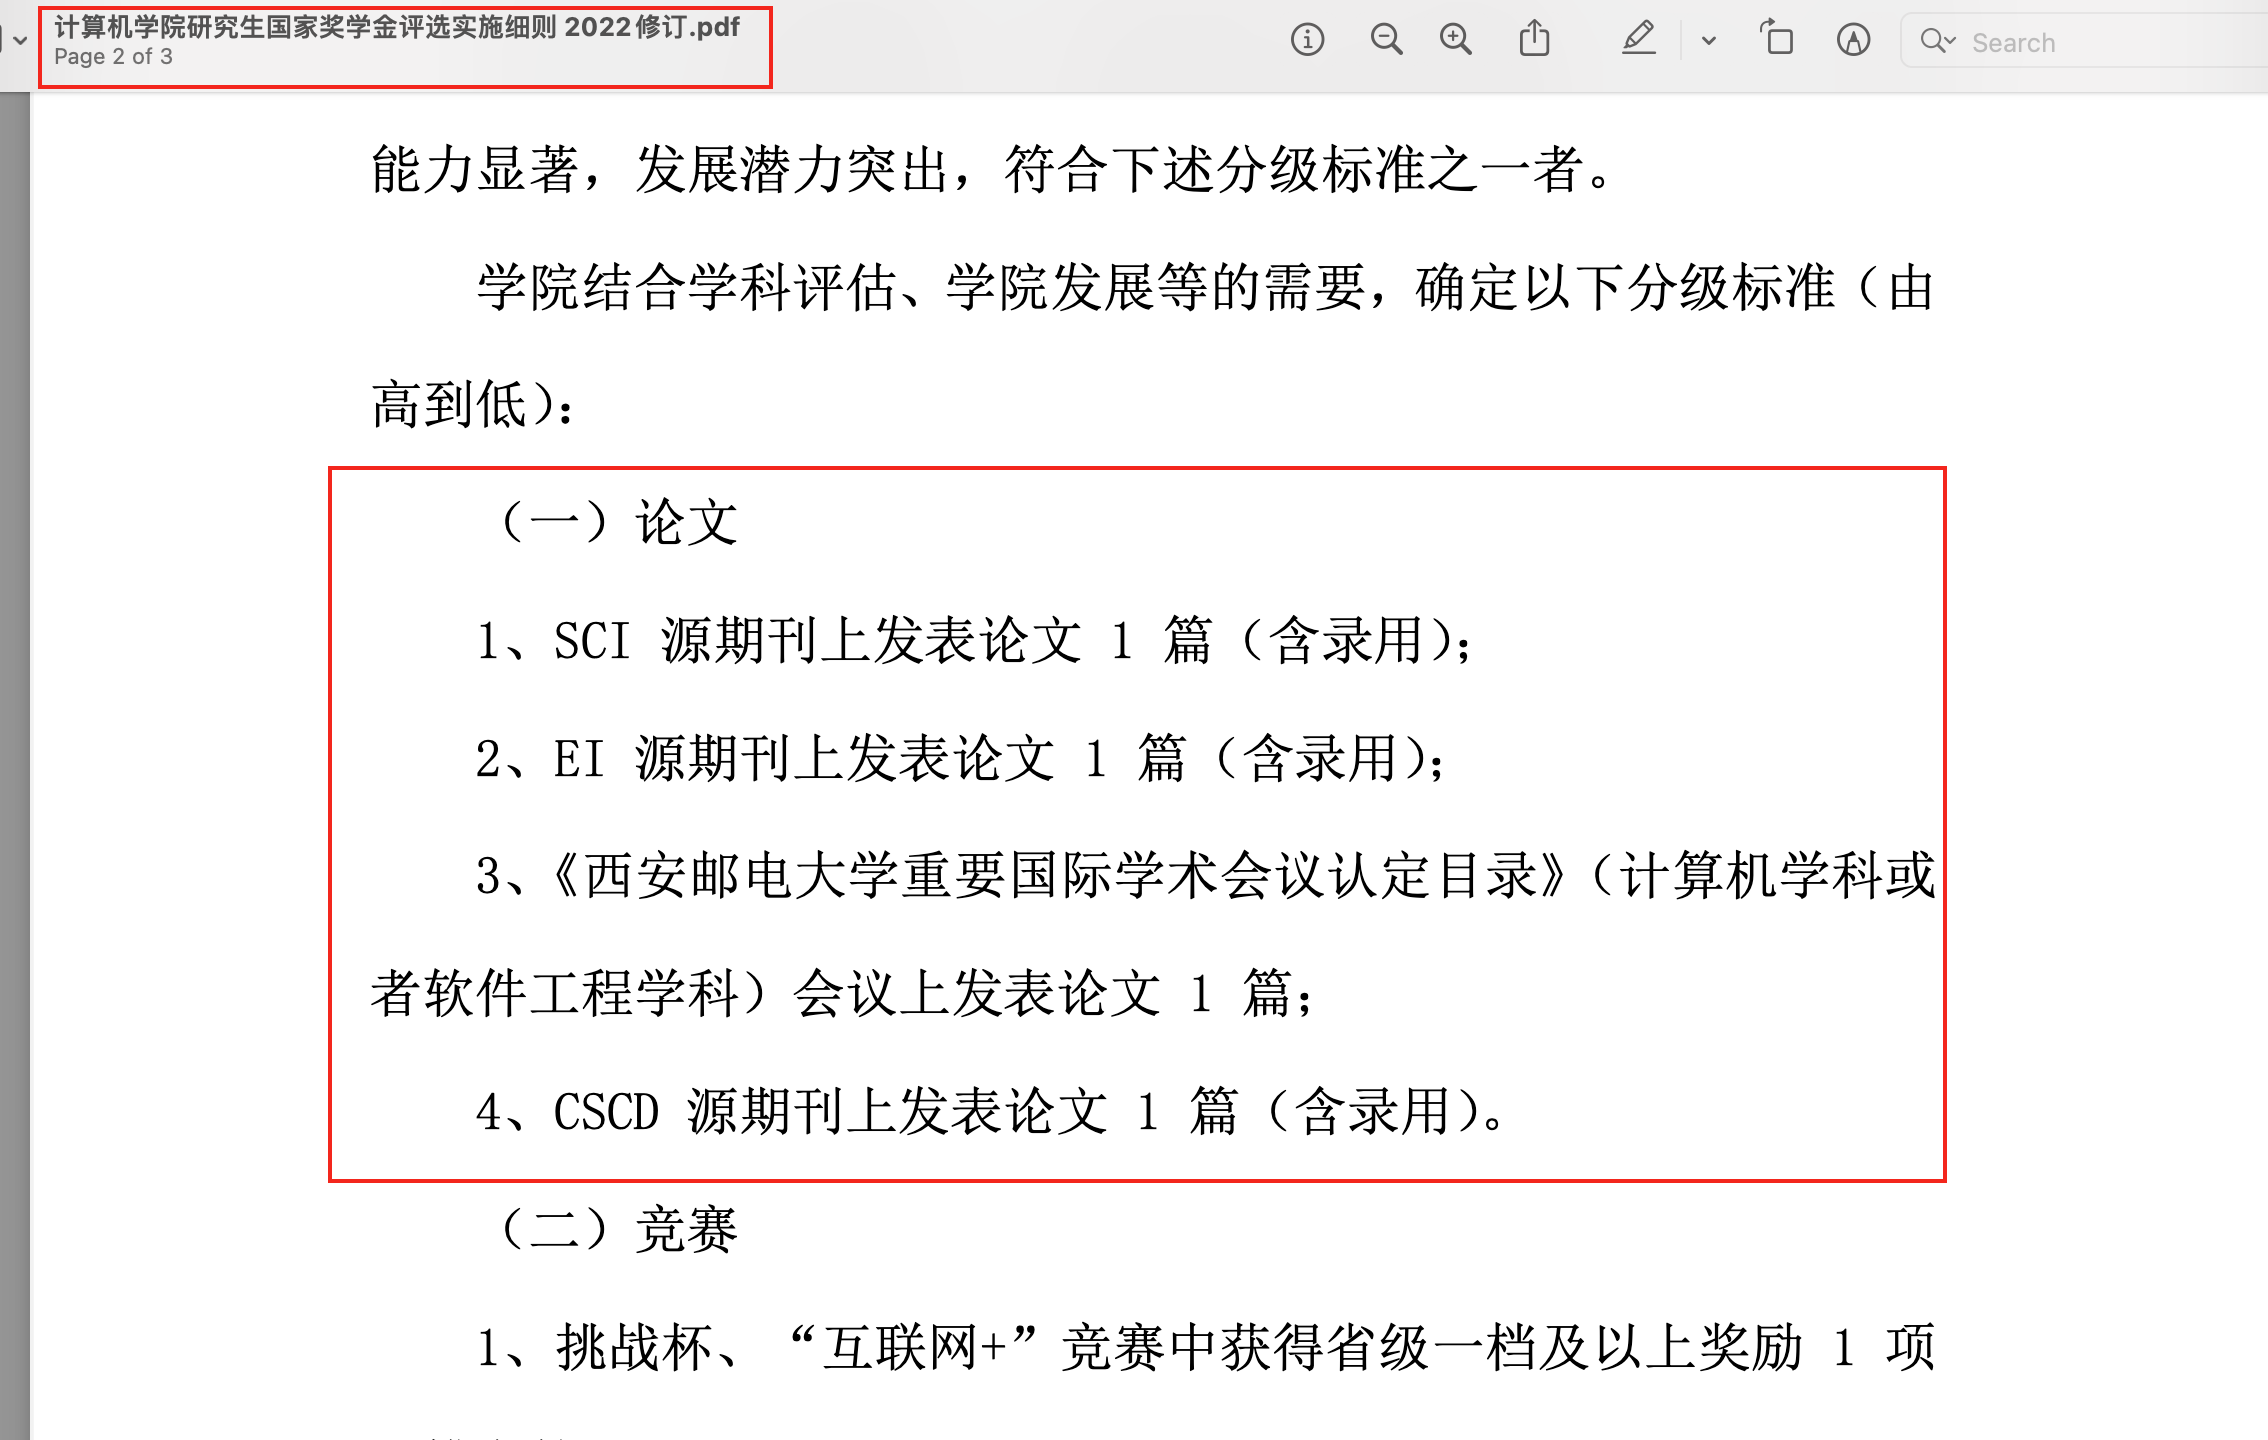 计算机学院研究生国家奖学金评选实施细则 2022修订.pdf
Page 2 of 3
Search
能力显著，发展潜力突出，符合下述分级标准之一者。
学院结合学科评估、学院发展等的需要，确定以下分级标准（由
高到低）：
（一）论文
1、SCI 源期刊上发表论文 1 篇（含录用）；
2、EI 源期刊上发表论文 1 篇（含录用）；
3、《西安邮电大学重要国际学术会议认定目录》（计算机学科或
者软件工程学科）会议上发表论文 1 篇；
4、CSCD 源期刊上发表论文 1 篇（含录用）。
（二）竞赛
1、挑战杯、“互联网+”竞赛中获得省级一档及以上奖励 1 项